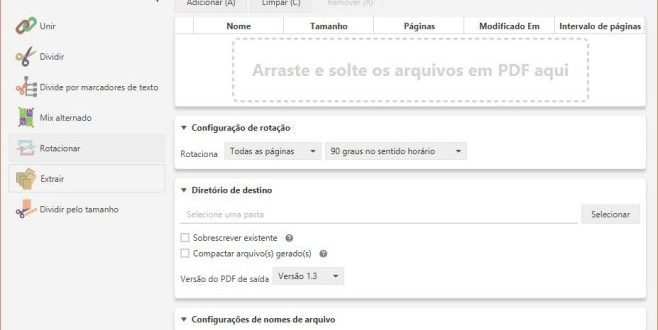 Adicionar (A) Limpar (C) Remover (R)
Nome Tamanho Páginas Modificado Em Intervalo de páginas
Arraste e solte os arquivos em PDF aqui
Unir
Dividir
Divide por marcadores de texto
Mix alternado
Rotacionar
Extrair
Dividir pelo tamanho
Configuração de rotação
Rotaciona Todas as páginas 90 graus no sentido horário
Diretório de destino
Selecione uma pasta Selecionar
Sobrescrever existente
Compactar arquivo(s) gerado(s)
Versão do PDF de saída Versão 1.3
Configurações de nomes de arquivo